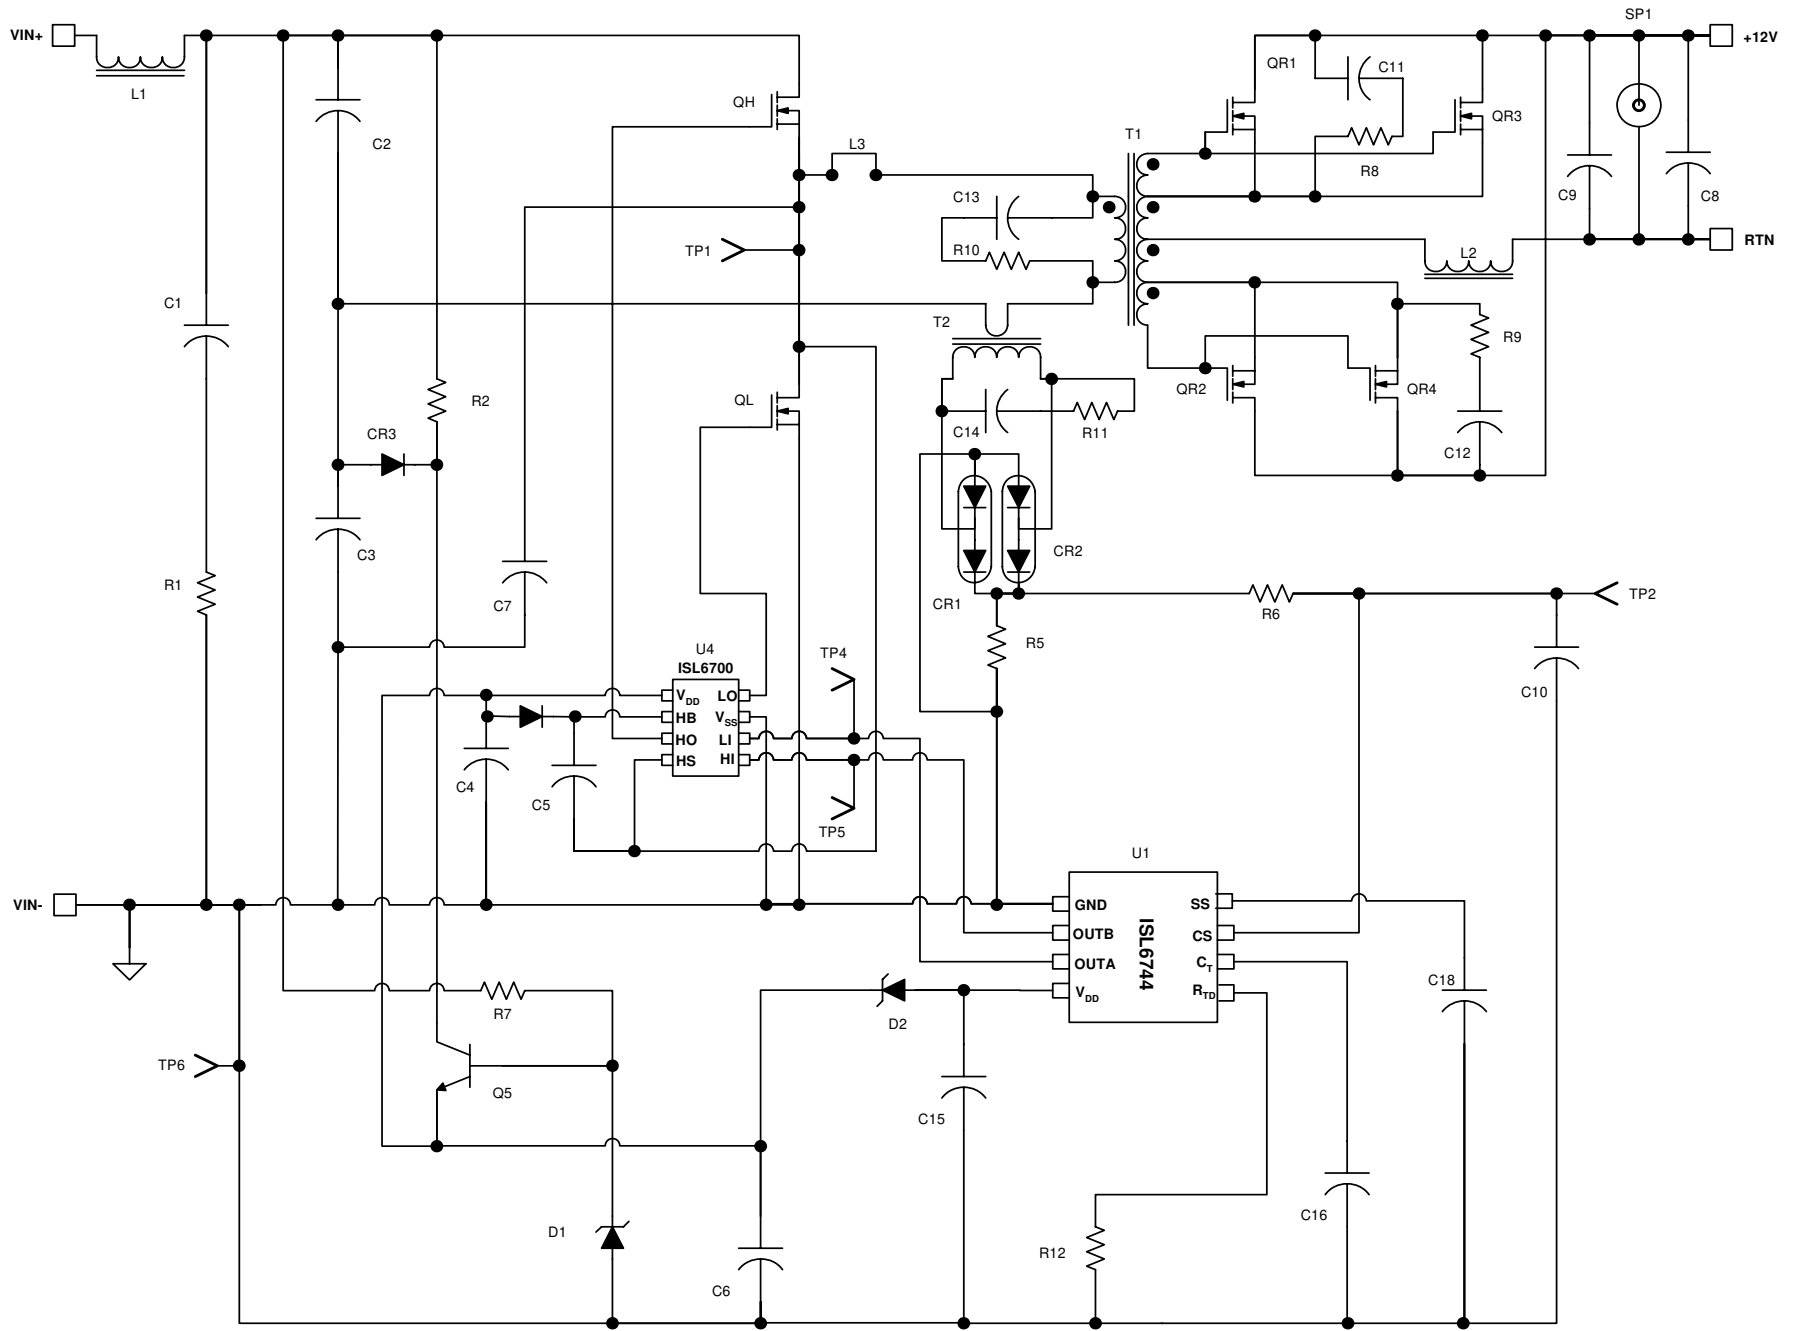 SP1
VIN+
+12V
L1
QR1
C11
QH
C2
QR3
T1
L3
R8
C13
C9
C8
TP1
R10
RTN
L2
C1
T2
R9
QR2
QR4
R2
QL
CR3
C14
R11
C12
C3
CR2
R1
C7
CR1
R6
TP2
R5
U4
TP4
ISL6700
VDD
LO
HB
VSS
HO
LI
HS
HI
C10
C4
C5
TP5
U1
VIN-
GND
SS
OUTB
CS
OUTA
CT
VDD
RTD
ISL6744
C18
R7
D2
TP6
Q5
C15
C16
D1
R12
C6